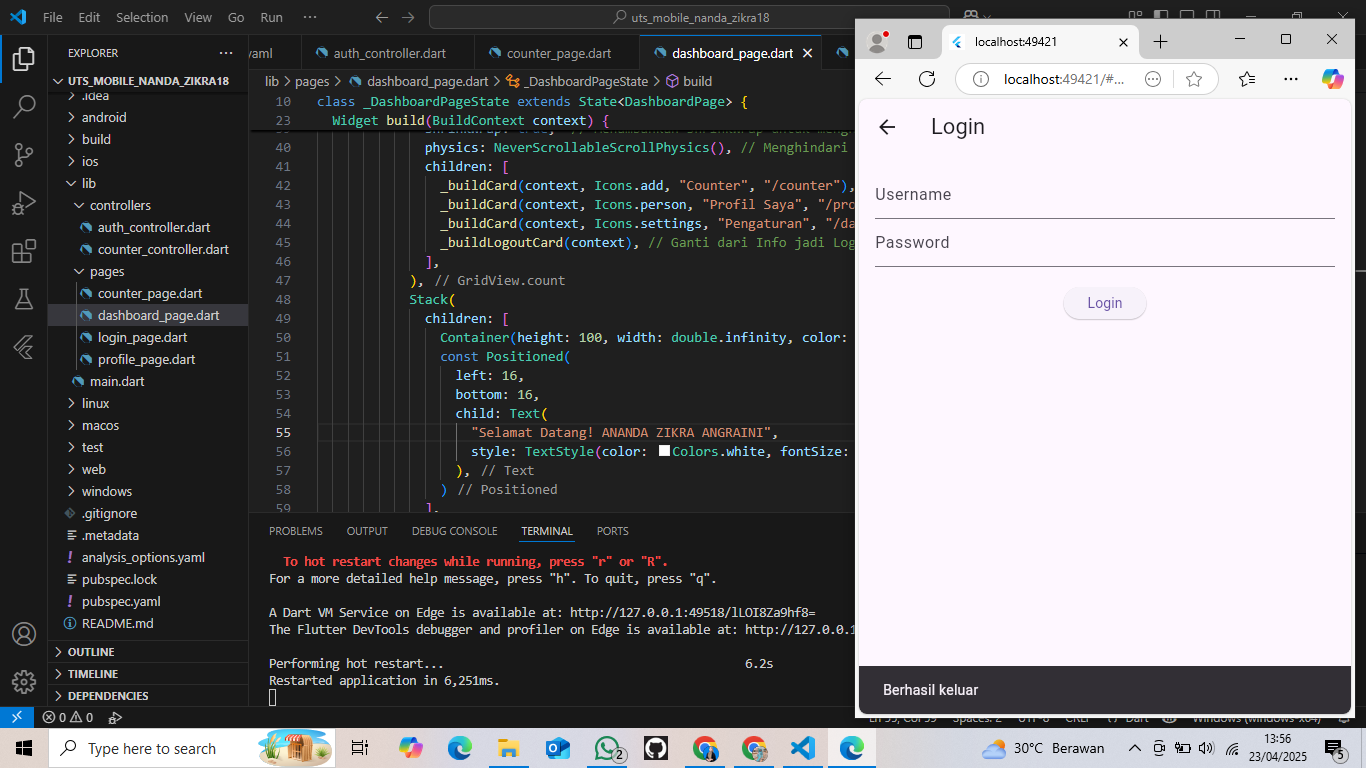 File Edit Selection View Go Run ···
uts_mobile_nanda_zikra18
EXPLORER
UTS_MOBILE_NANDA_ZIKRA18
.idea
android
build
ios
lib
controllers
auth_controller.dart
counter_controller.dart
pages
counter_page.dart
dashboard_page.dart
login_page.dart
profile_page.dart
main.dart
linux
macos
test
web
windows
.gitignore
.metadata
analysis_options.yaml
pubspec.lock
pubspec.yaml
README.md
OUTLINE
TIMELINE
DEPENDENCIES
yaml auth_controller.dart counter_page.dart dashboard_page.dart
lib > pages > dashboard_page.dart > _DashboardPageState > build
10 class _DashboardPageState extends State<DashboardPage> {
23 Widget build(BuildContext context) {
40 physics: NeverScrollableScrollPhysics(), // Menghindari
41 children: [
42 _buildCard(context, Icons.add, "Counter", "/counter"),
43 _buildCard(context, Icons.person, "Profil Saya", "/pro
44 _buildCard(context, Icons.settings, "Pengaturan", "/da
45 _buildLogoutCard(context), // Ganti dari Info jadi Log
46 ],
47 ), // GridView.count
48 Stack(
49 children: [
50 Container(height: 100, width: double.infinity, color:
51 const Positioned(
52 left: 16,
53 bottom: 16,
54 child: Text(
55 "Selamat Datang! ANANDA ZIKRA ANGRAINI",
56 style: TextStyle(color: Colors.white, fontSize:
57 ), // Text
58 ) // Positioned
59 ],
PROBLEMS OUTPUT DEBUG CONSOLE TERMINAL PORTS
To hot restart changes while running, press "r" or "R".
For a more detailed help message, press "h". To quit, press "q".
A Dart VM Service on Edge is available at: http://127.0.0.1:49518/lLOI8Za9hf8=
The Flutter DevTools debugger and profiler on Edge is available at: http://127.0.0.1
Performing hot restart... 6.2s
Restarted application in 6,251ms.
0 0
localhost:49421
localhost:49421/#...
Login
Username
Password
Login
Berhasil keluar
Type here to search
2
30°C Berawan
13:56
23/04/2025
5